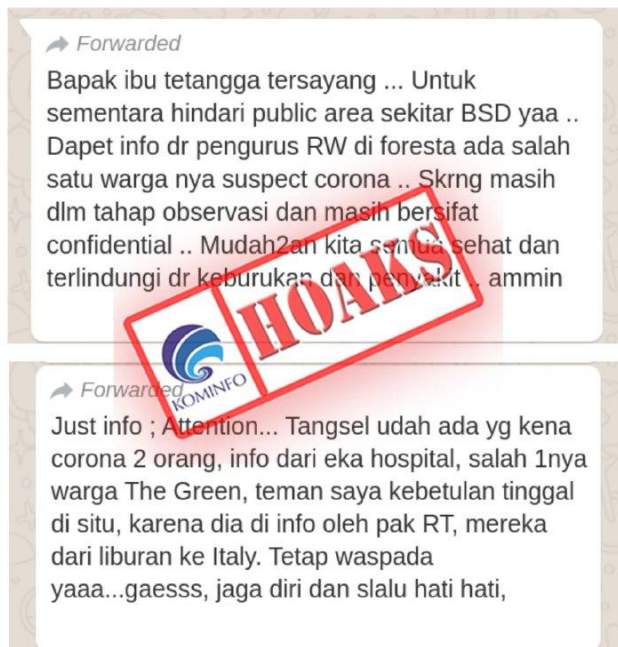 Forwarded
Bapak ibu tetangga tersayang ... Untuk
sementara hindari public area sekitar BSD yaa ..
Dapet info dr pengurus RW di foresta ada salah
satu warga nya suspect corona .. Skrng masih
dlm tahap observasi dan masih bersifat
confidential .. Mudah2an kita semua sehat dan
terlindungi dr keburukan dan penyakit .. ammin
HOAKS
KOMINFO
Forwarded
Just info ; Attention... Tangsel udah ada yg kena
corona 2 orang, info dari eka hospital, salah 1nya
warga The Green, teman saya kebetulan tinggal
di situ, karena dia di info oleh pak RT, mereka
dari liburan ke Italy. Tetap waspada
yaaa...gaesss, jaga diri dan slalu hati hati,